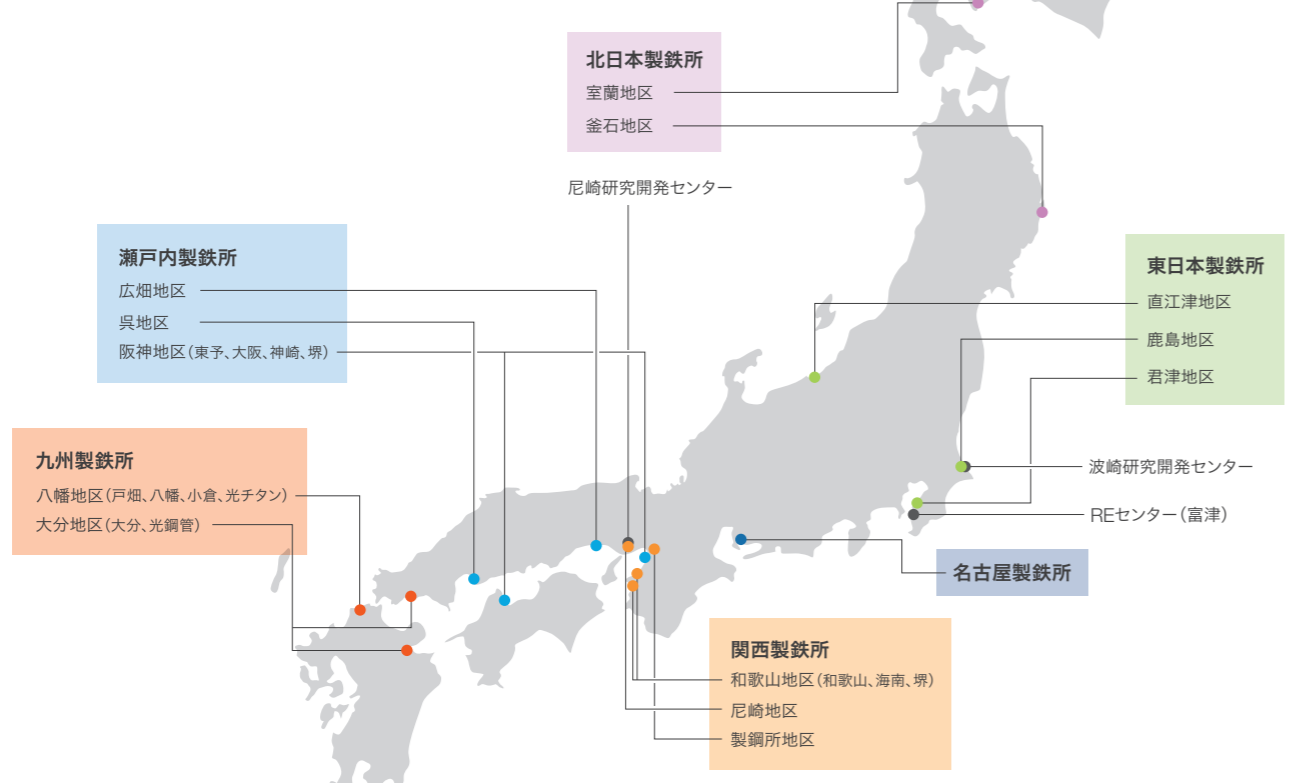 北日本製鉄所
室蘭地区
釜石地区
尼崎研究開発センター
瀬戸内製鉄所
広畑地区
呉地区
阪神地区(東予、大阪、神崎、堺)
東日本製鉄所
直江津地区
鹿島地区
君津地区
九州製鉄所
八幡地区(戸畑、八幡、小倉、光チタン)
大分地区(大分、光鋼管)
波崎研究開発センター
REセンター(富津)
名古屋製鉄所
関西製鉄所
和歌山地区(和歌山、海南、堺)
尼崎地区
製鋼所地区